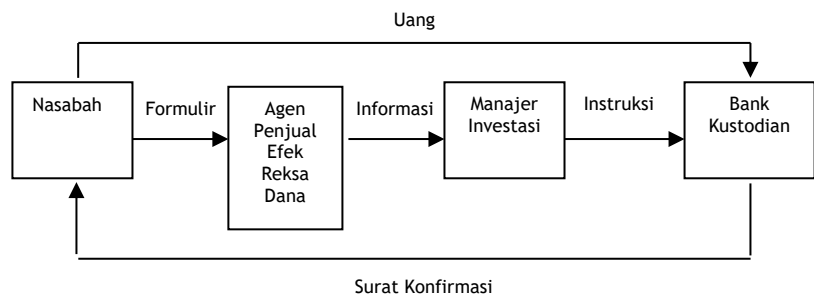 Uang
Nasabah
Formulir
Agen
Penjual
Efek
Reksa
Dana
Informasi
Manajer
Investasi
Instruksi
Bank
Kustodian
Surat Konfirmasi